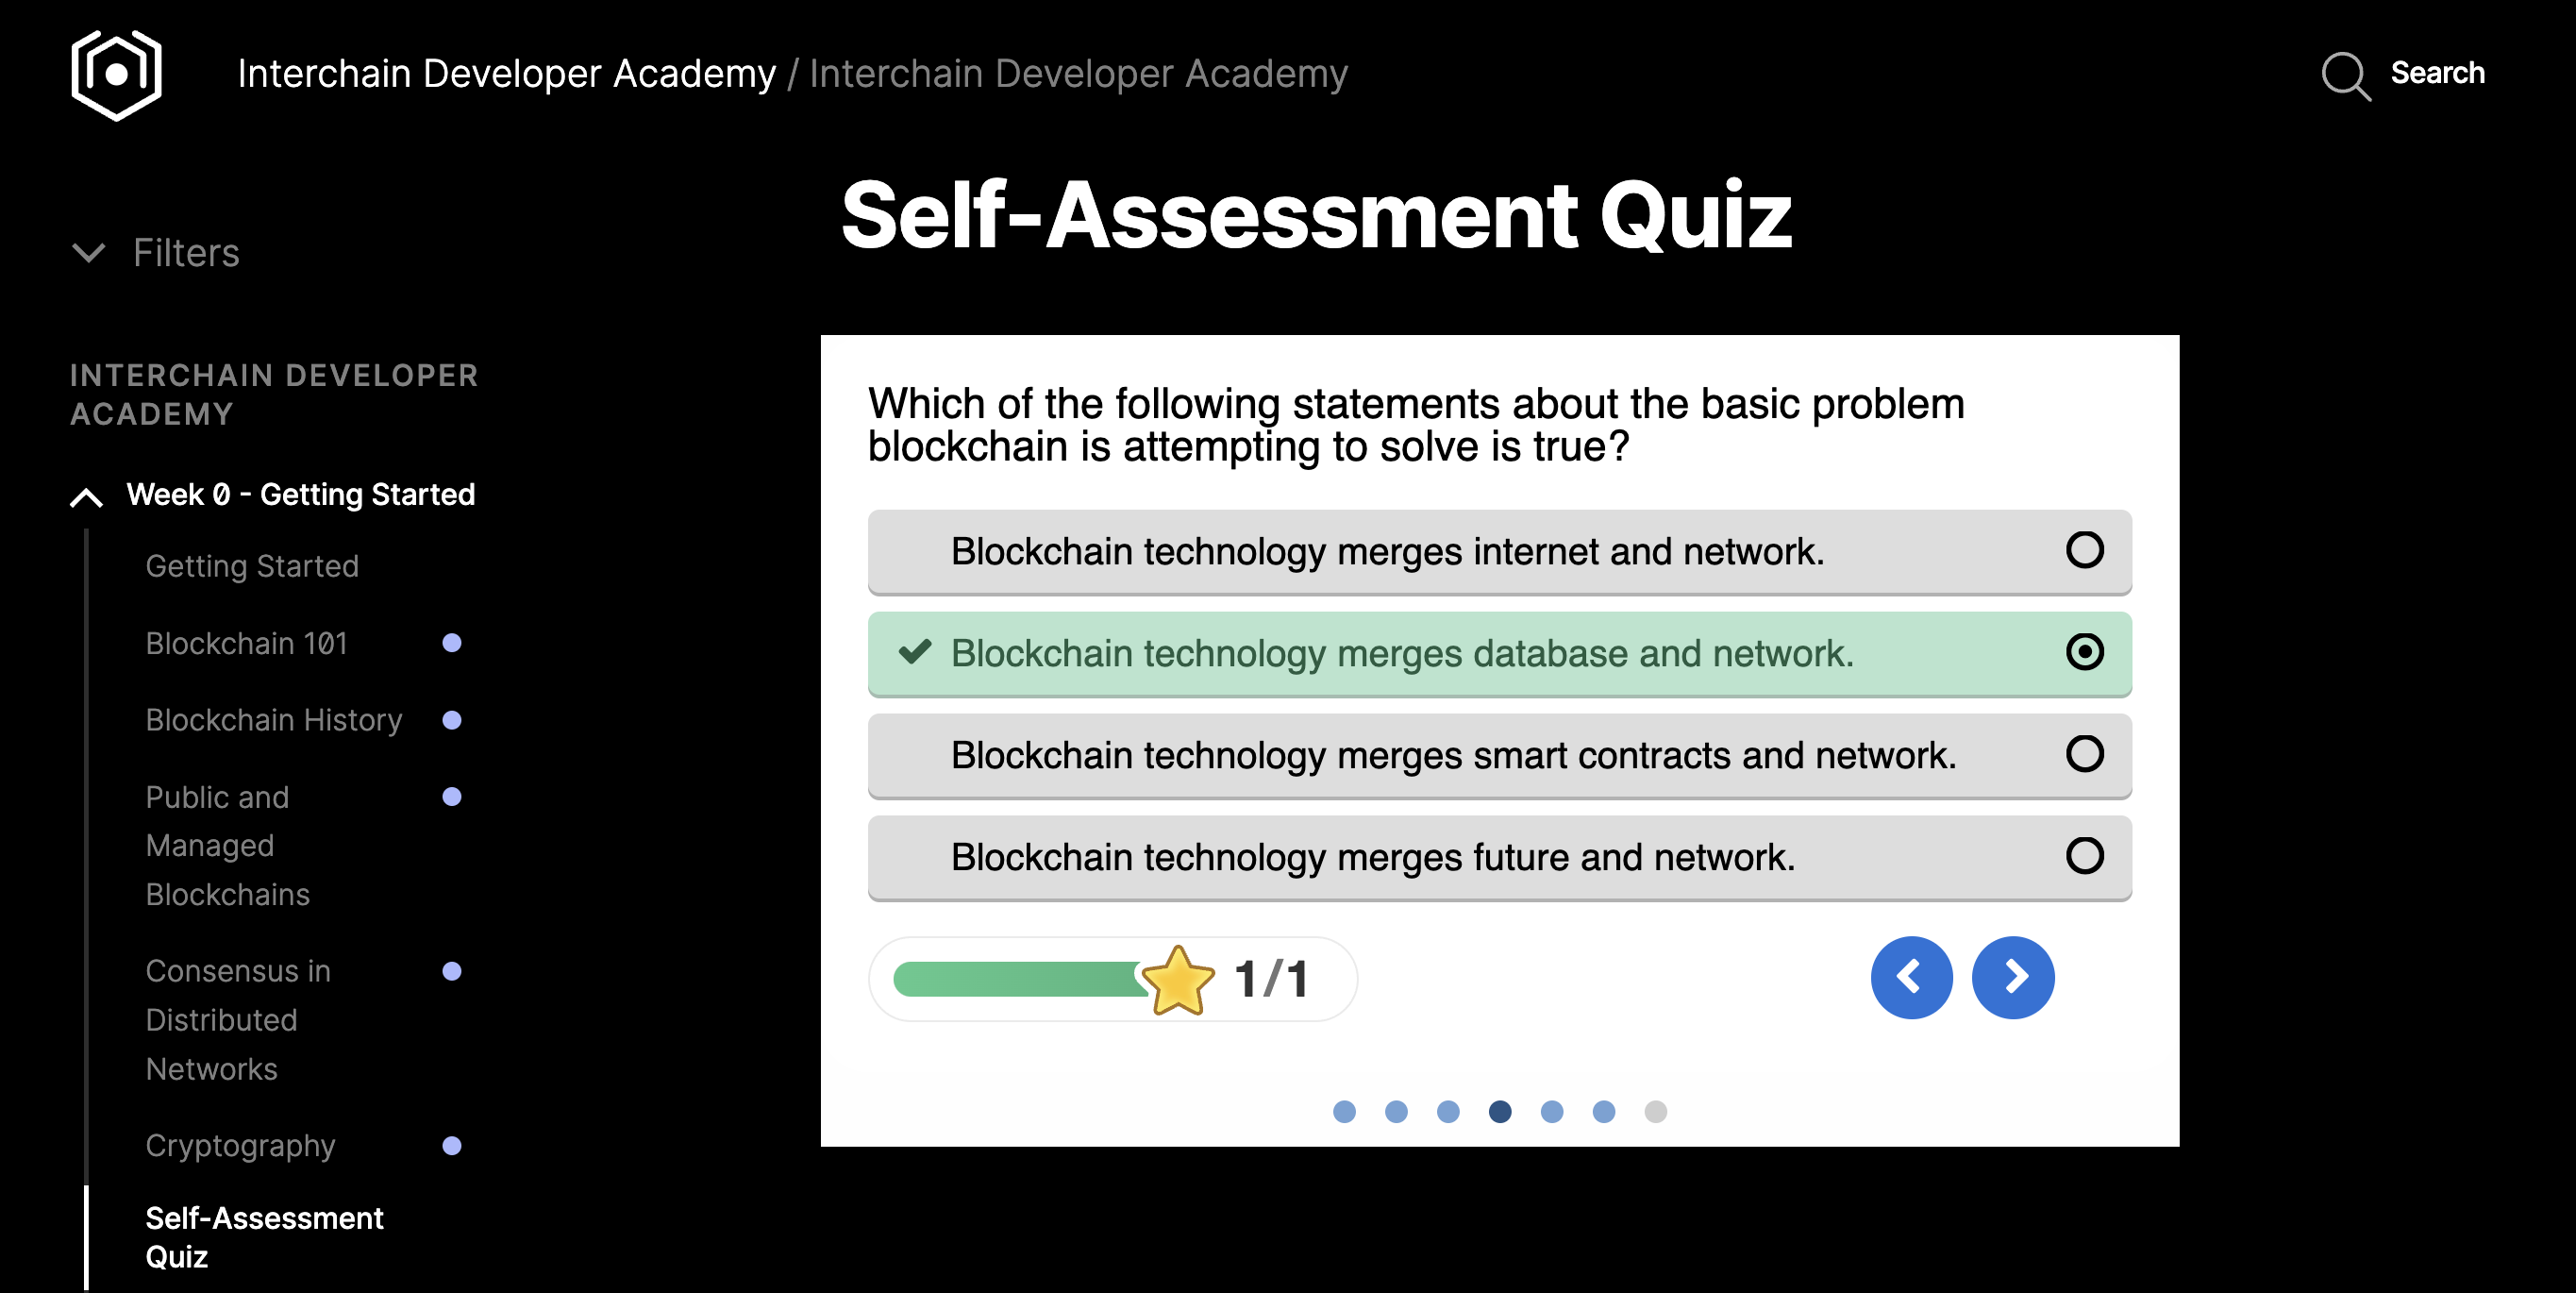 Interchain Developer Academy / Interchain Developer Academy
Search
Filters
INTERCHAIN DEVELOPER
ACADEMY
Week 0 - Getting Started
Getting Started
Blockchain 101
Blockchain History
Public and
Managed
Blockchains
Consensus in
Distributed
Networks
Cryptography
Self-Assessment
Quiz
Self-Assessment Quiz
Which of the following statements about the basic problem
blockchain is attempting to solve is true?
Blockchain technology merges internet and network.
Blockchain technology merges database and network.
Blockchain technology merges smart contracts and network.
Blockchain technology merges future and network.
1/1